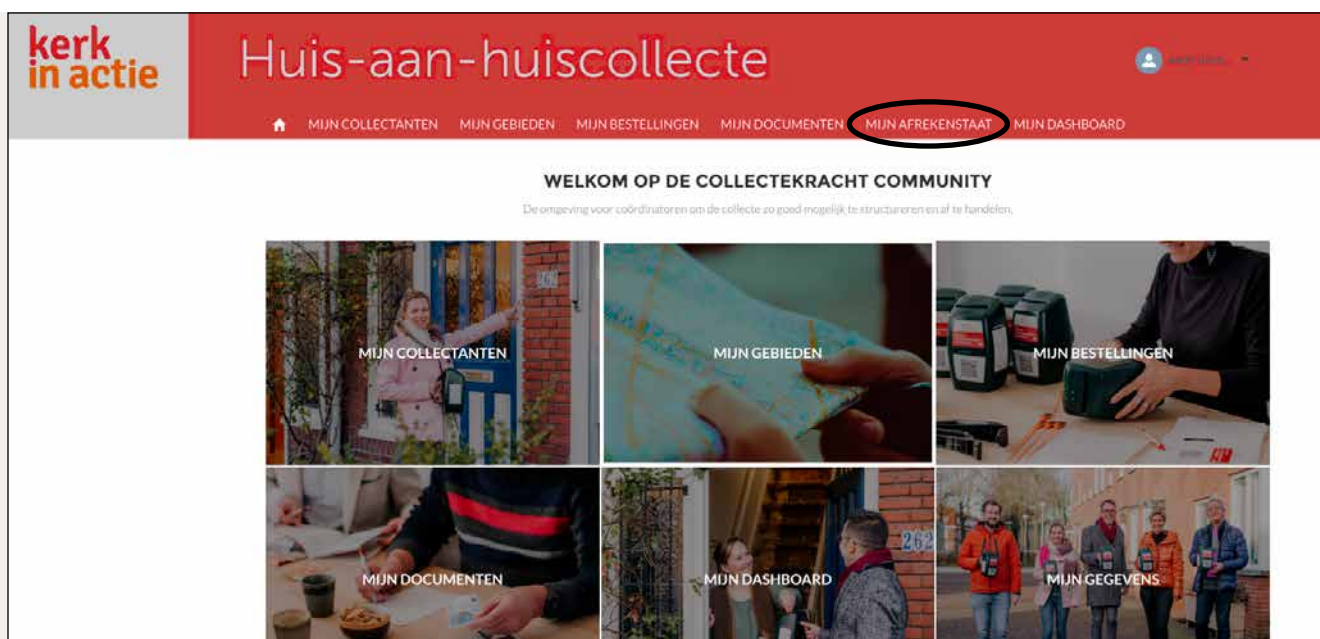 kerk
in actie
Huis-aan-huiscollecte
MIJN COLLECTANTEN MIJN GEBIEDEN MIJN BESTELLINGEN MIJN DOCUMENTEN MIJN AFREKENSTAAT MIJN DASHBOARD
WELKOM OP DE COLLECTEKRACHT COMMUNITY
De omgeving voor coördinatoren om de collecte zo goed mogelijk te structureren en af te handelen.
262
MIJN COLLECTANTEN
MIJN GEBIEDEN
MIJN BESTELLINGEN
262
MIJN DOCUMENTEN
MIJN DASHBOARD
MIJN GEGEVENS